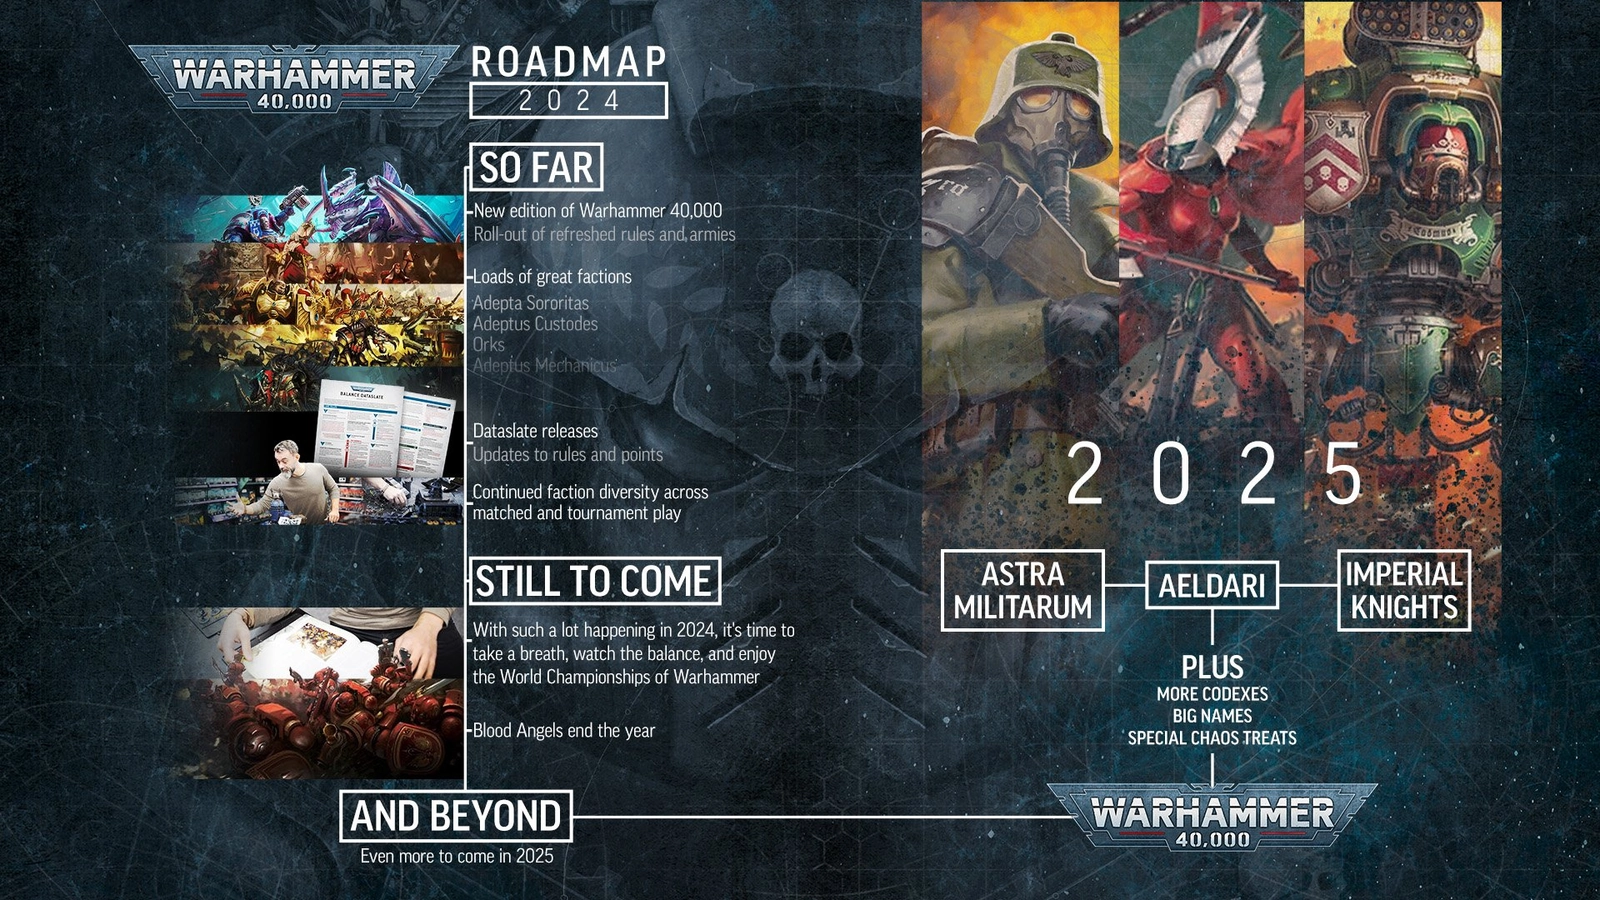 WARHAMMER
40,000
ROADMAP
2024
SO FAR
New edition of Warhammer 40,000
Roll-out of refreshed rules and armies
Loads of great factions
Adepta Sororitas
Adeptus Custodes
Orks
Adeptus Mechanicus
BALANCE DATASLATE
Dataslate releases
Updates to rules and points
Continued faction diversity across
matched and tournament play
STILL TO COME
With such a lot happening in 2024, it's time to
take a breath, watch the balance, and enjoy
the World Championships of Warhammer
Blood Angels end the year
AND BEYOND
Even more to come in 2025
2025
ASTRA
MILITARUM
AELDARI
IMPERIAL
KNIGHTS
PLUS
MORE CODEXES
BIG NAMES
SPECIAL CHAOS TREATS
WARHAMMER
40,000